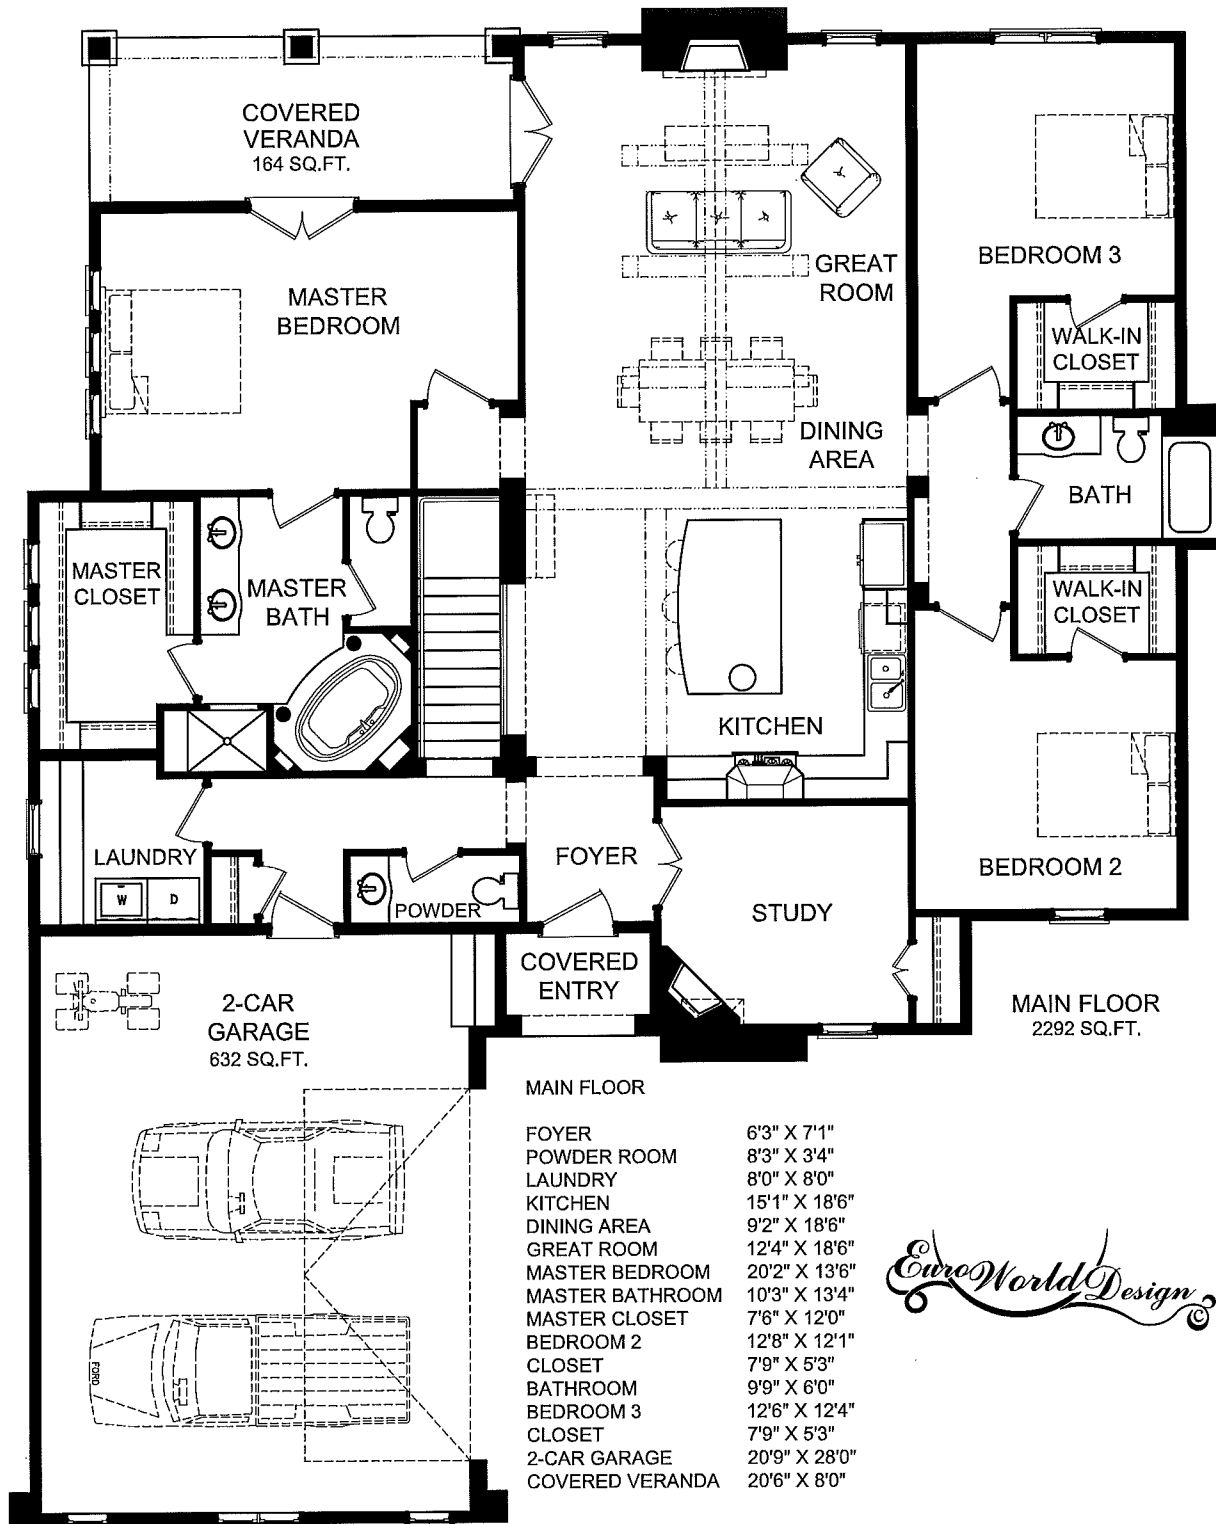 COVERED
VERANDA
164 SQ.FT.
MASTER
BEDROOM
GREAT
ROOM
BEDROOM 3
WALK-IN
CLOSET
DINING
AREA
BATH
MASTER
CLOSET
MASTER
BATH
WALK-IN
CLOSET
KITCHEN
LAUNDRY
W
D
POWDER
FOYER
STUDY
BEDROOM 2
COVERED
ENTRY
2-CAR
GARAGE
632 SQ.FT.
MAIN FLOOR
2292 SQ.FT.
FORD
MAIN FLOOR
FOYER 6'3" X 7'1"
POWDER ROOM 8'3" X 3'4"
LAUNDRY 8'0" X 8'0"
KITCHEN 15'1" X 18'6"
DINING AREA 9'2" X 18'6"
GREAT ROOM 12'4" X 18'6"
MASTER BEDROOM 20'2" X 13'6"
MASTER BATHROOM 10'3" X 13'4"
MASTER CLOSET 7'6" X 12'0"
BEDROOM 2 12'8" X 12'1"
CLOSET 7'9" X 5'3"
BATHROOM 9'9" X 6'0"
BEDROOM 3 12'6" X 12'4"
CLOSET 7'9" X 5'3"
2-CAR GARAGE 20'9" X 28'0"
COVERED VERANDA 20'6" X 8'0"
EuroWorld Design ©